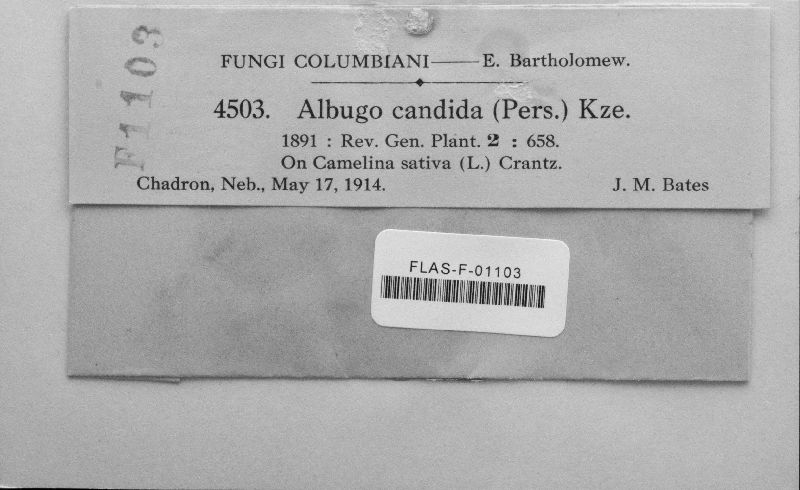 F1103
FUNGI COLUMBIANI—E. Bartholomew.
4503. Albugo candida (Pers.) Kze.
1891 : Rev. Gen. Plant. 2 : 658.
On Camelina sativa (L.) Crantz.
Chadron, Neb., May 17, 1914. J. M. Bates
FLAS-F-01103